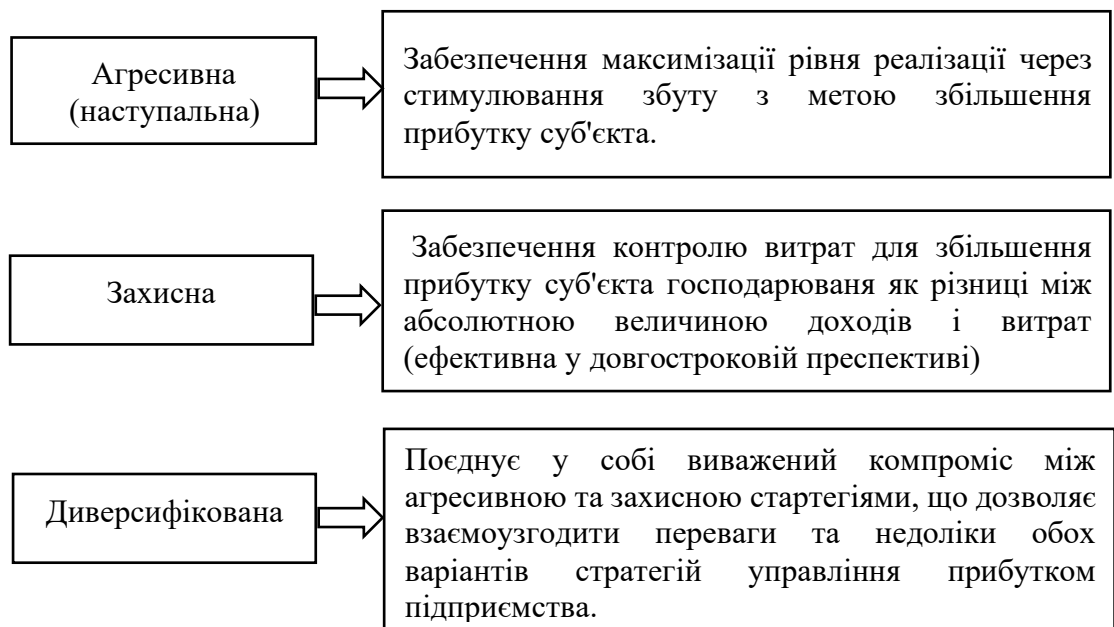 Агресивна
(наступальна)
Забезпечення максимізації рівня реалізації через
стимулювання збуту з метою збільшення
прибутку суб'єкта.
Захисна
Забезпечення контролю витрат для збільшення
прибутку суб'єкта господарюваня як різниці між
абсолютною величиною доходів і витрат
(ефективна у довгостроковій преспективі)
Диверсифікована
Поєднує у собі виважений компроміс між
агресивною та захисною стартегіями, що дозволяє
взаємоузгодити переваги та недоліки обох
варіантів стратегій управління прибутком
підприємства.